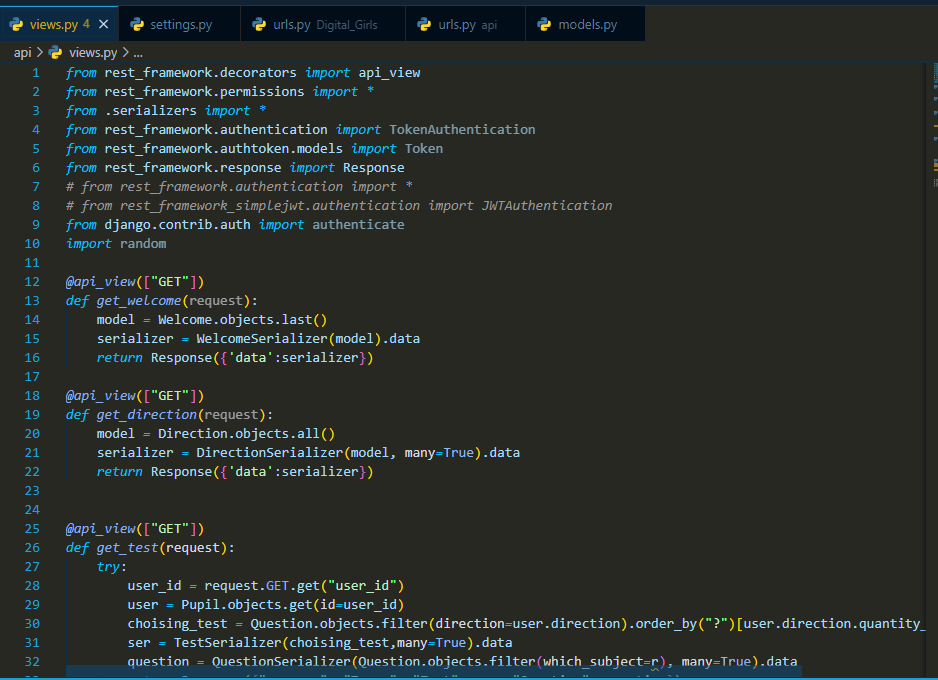 views.py 4 × settings.py urls.py Digital_Girls urls.py api models.py
api > views.py > ...
1 from rest_framework.decorators import api_view
2 from rest_framework.permissions import *
3 from .serializers import *
4 from rest_framework.authentication import TokenAuthentication
5 from rest_framework.authtoken.models import Token
6 from rest_framework.response import Response
7 # from rest_framework.authentication import *
8 # from rest_framework_simplejwt.authentication import JWTAuthentication
9 from django.contrib.auth import authenticate
10 import random
11
12 @api_view(["GET"])
13 def get_welcome(request):
14     model = Welcome.objects.last()
15     serializer = WelcomeSerializer(model).data
16     return Response({'data':serializer})
17
18 @api_view(["GET"])
19 def get_direction(request):
20     model = Direction.objects.all()
21     serializer = DirectionSerializer(model, many=True).data
22     return Response({'data':serializer})
23
24
25 @api_view(["GET"])
26 def get_test(request):
27     try:
28         user_id = request.GET.get("user_id")
29         user = Pupil.objects.get(id=user_id)
30         choising_test = Question.objects.filter(direction=user.direction).order_by("?")[user.direction.quantity_
31         ser = TestSerializer(choising_test,many=True).data
32         question = QuestionSerializer(Question.objects.filter(which_subject=r), many=True).data